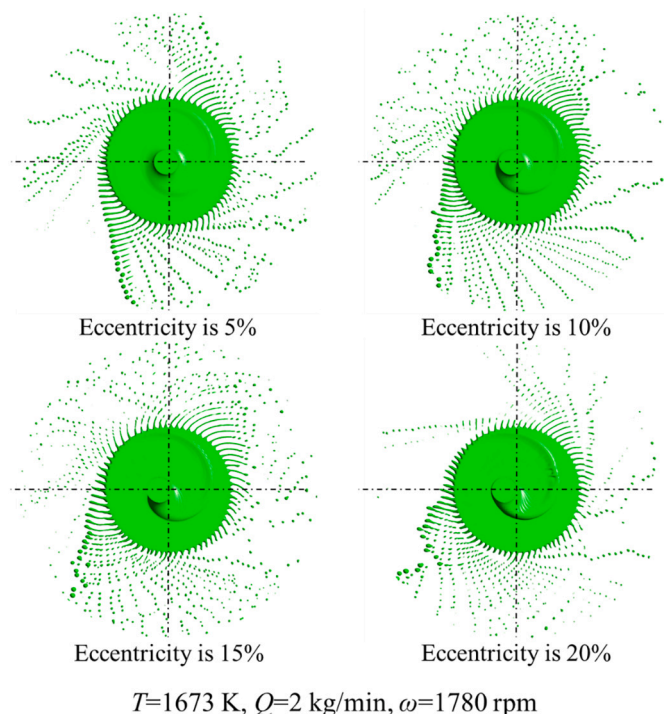 Eccentricity is 5%
Eccentricity is 10%
Eccentricity is 15%
Eccentricity is 20%
T=1673 K, Q=2 kg/min, ω=1780 rpm